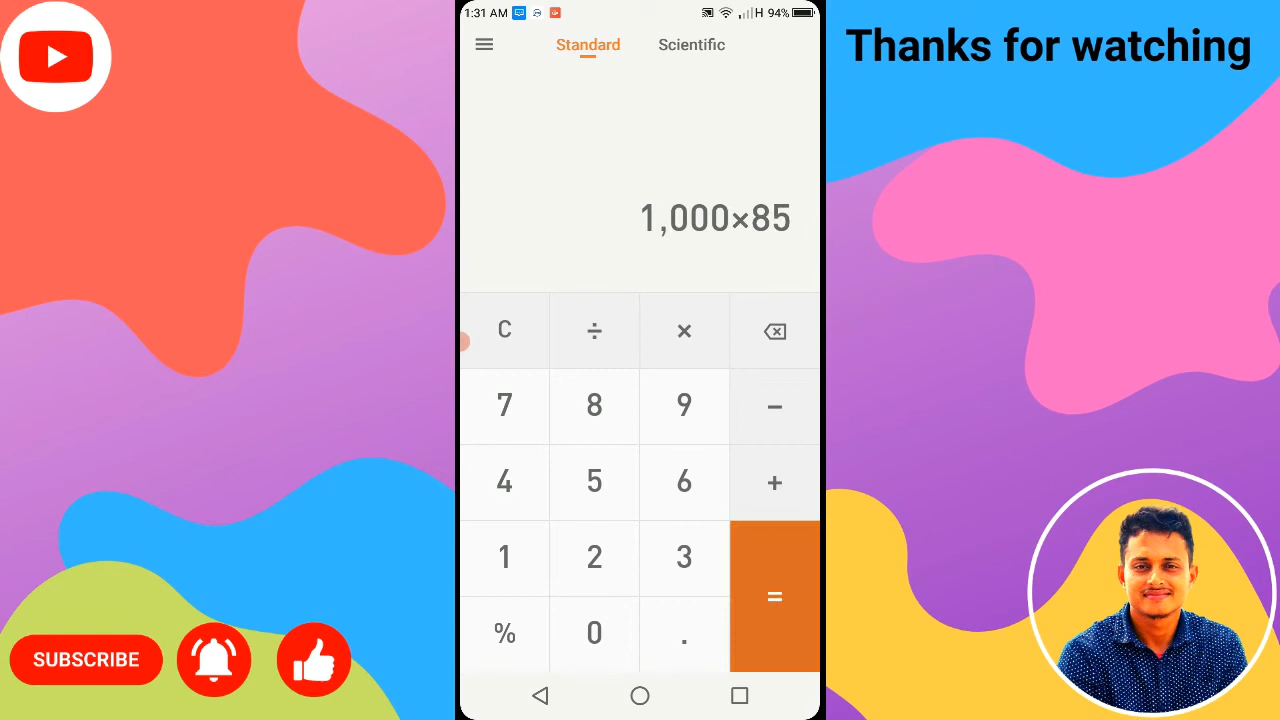 1:31 AM
H 94%
Thanks for watching
Standard Scientific
1,000×85
C ÷ ×
7 8 9 −
4 5 6 +
1 2 3 =
% 0 .
SUBSCRIBE